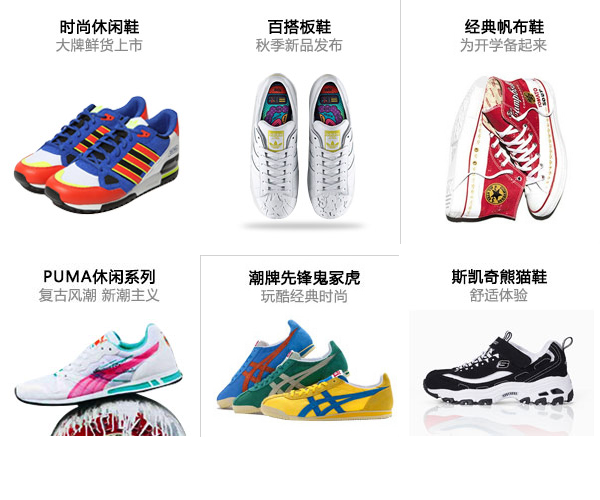 时尚休闲鞋
大牌鲜货上市
百搭板鞋
秋季新品发布
经典帆布鞋
为开学备起来
PUMA休闲系列
复古风潮 新潮主义
潮牌先锋鬼冢虎
玩酷经典时尚
斯凯奇熊猫鞋
舒适体验